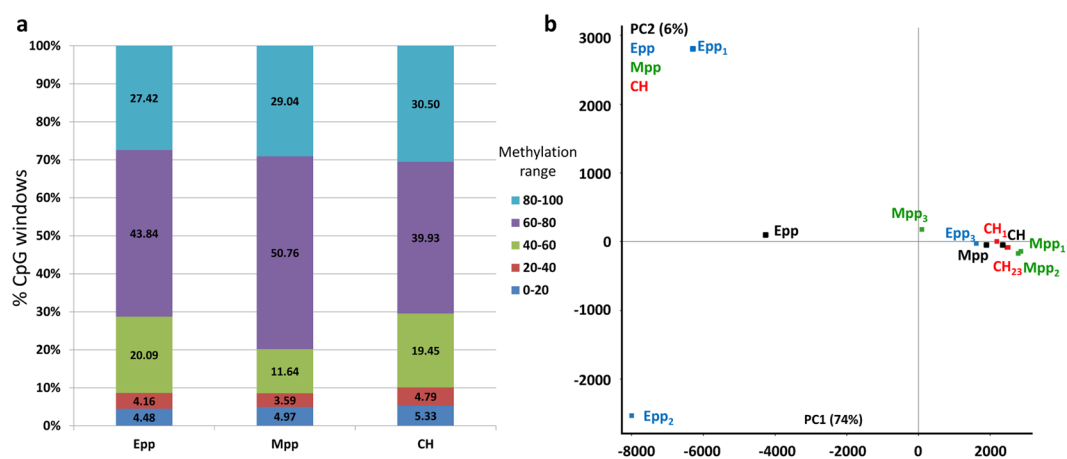 a
100%
90%
80%
70%
60%
50%
40%
30%
20%
10%
0%
% CpG windows
27.42
43.84
20.09
4.16
4.48
29.04
50.76
11.64
3.59
4.97
30.50
39.93
19.45
4.79
5.33
Epp
Mpp
CH
Methylation
range
80-100
60-80
40-60
20-40
0-20
b
PC2 (6%)
Epp
Mpp
CH
3000
2000
1000
0
-1000
-2000
-8000
-6000
-4000
-2000
0
2000
PC1 (74%)
Epp1
Epp2
Epp
Mpp3
Epp3
CH1
CH
Mpp
Mpp1
CH23
Mpp2